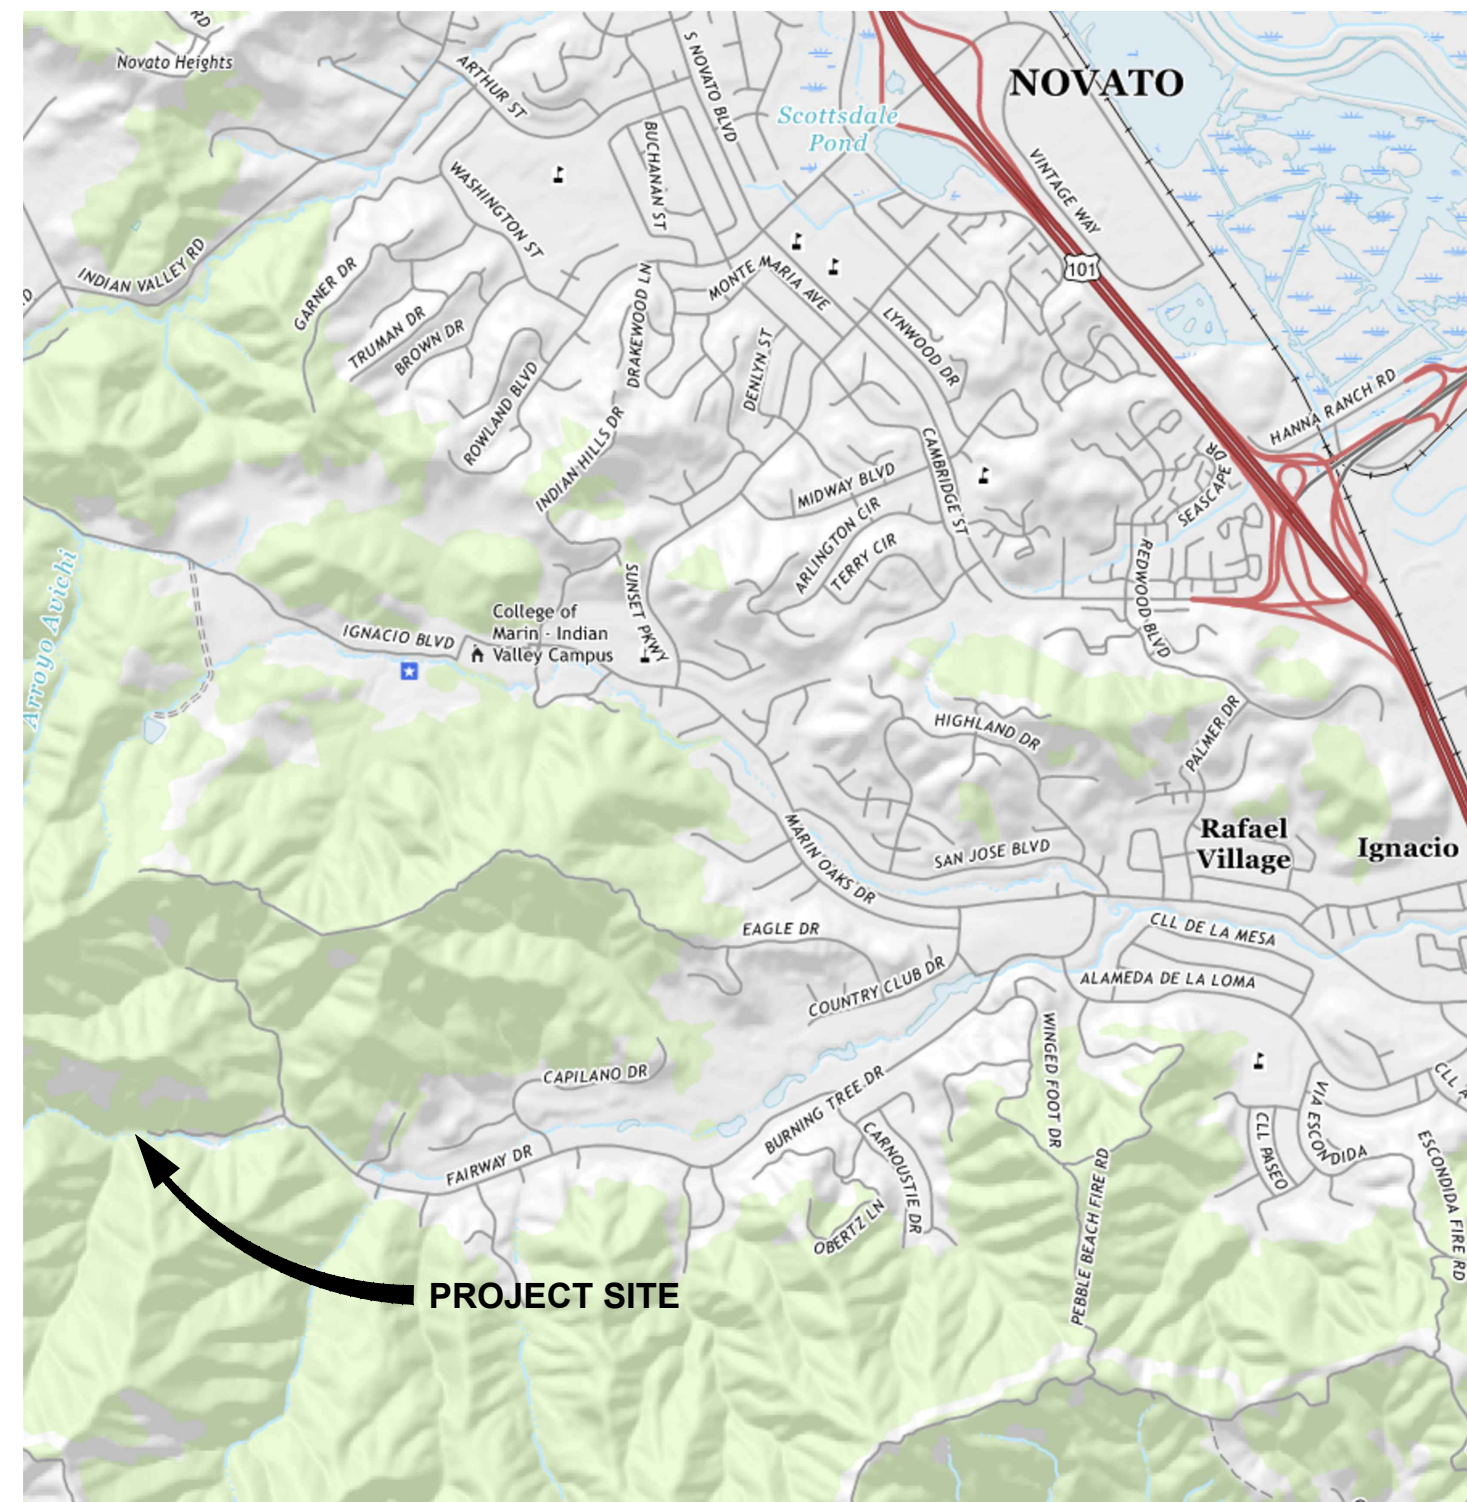 RD
Novato Heights
ARTHUR ST
S NOVATO BLVD
NOVATO
Scottsdale
Pond
BUCHANAN ST
VINTAGE WAY
WASHINGTON ST
INDIAN VALLEY RD
GARNER DR
MONTE MARIA AVE
101
DRAKEWOOD LN
TRUMAN DR
BROWN DR
LYNWOOD DR
DENLYN ST
ROWLAND BLVD
HANNA RANCH RD
INDIAN HILLS DR
CAMBRIDGE ST
MIDWAY BLVD
SEASCAPE DR
ARLINGTON CIR
TERRY CIR
REDWOOD BLVD
Arroyo Avichi
SUNSET PKWY
IGNACIO BLVD
College of
Marin - Indian
Valley Campus
HIGHLAND DR
PALMER DR
MARIN OAKS DR
SAN JOSE BLVD
Rafael
Village
Ignacio
EAGLE DR
CLL DE LA MESA
COUNTRY CLUB DR
ALAMEDA DE LA LOMA
WINGED FOOT DR
CAPILANO DR
BURNING TREE DR
CLL A
VIA ESCONDIDA
CARNOUSTIE DR
CLL PASEO
FAIRWAY DR
ESCONDIDA FIRE RD
PEBBLE BEACH FIRE RD
OBERTZ LN
PROJECT SITE